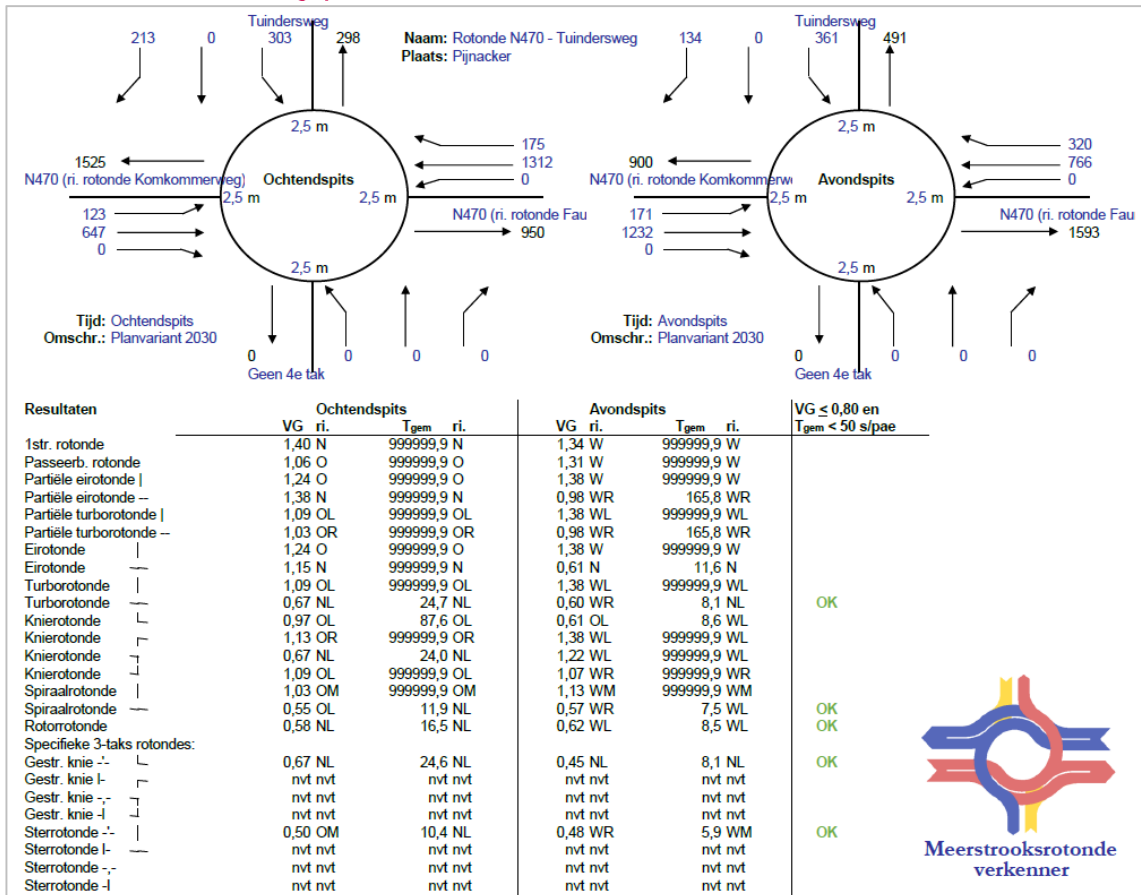 Tuindersweg
213 0 303 298
Naam: Rotonde N470 - Tuindersweg
Plaats: Pijnacker
Tuindersweg
134 0 361 491
2,5 m
2,5 m
175
1312
0
320
766
0
1525
N470 (ri. rotonde Komkommerweg)
Ochtendspits
900
N470 (ri. rotonde Komkommerw
Avondspits
2,5 m 2,5 m
2,5 m 2,5 m
123
647
0
N470 (ri. rotonde Fau
950
171
1232
0
N470 (ri. rotonde Fau
1593
2,5 m
2,5 m
Tijd: Ochtendspits
Omschr.: Planvariant 2030
Tijd: Avondspits
Omschr.: Planvariant 2030
0 0 0 0
Geen 4e tak
0 0 0 0
Geen 4e tak
Resultaten Ochtendspits Avondspits VG ≤ 0,80 en
VG ri. Tgem ri. VG ri. Tgem ri. Tgem < 50 s/pae
1str. rotonde 1,40 N 999999,9 N 1,34 W 999999,9 W
Passeerb. rotonde 1,06 O 999999,9 O 1,31 W 999999,9 W
Partiële eirotonde | 1,24 O 999999,9 O 1,38 W 999999,9 W
Partiële eirotonde -- 1,38 N 999999,9 N 0,98 WR 165,8 WR
Partiële turborotonde | 1,09 OL 999999,9 OL 1,38 WL 999999,9 WL
Partiële turborotonde -- 1,03 OR 999999,9 OR 0,98 WR 165,8 WR
Eirotonde 1,24 O 999999,9 O 1,38 W 999999,9 W
Eirotonde 1,15 N 999999,9 N 0,61 N 11,6 N
Turborotonde 1,09 OL 999999,9 OL 1,38 WL 999999,9 WL
Turborotonde 0,67 NL 24,7 NL 0,60 WR 8,1 NL OK
Knierotonde 0,97 OL 87,6 OL 0,61 OL 8,6 WL
Knierotonde 1,13 OR 999999,9 OR 1,38 WL 999999,9 WL
Knierotonde 0,67 NL 24,0 NL 1,22 WL 999999,9 WL
Knierotonde 1,09 OL 999999,9 OL 1,07 WR 999999,9 WR
Spiraalrotonde 1,03 OM 999999,9 OM 1,13 WM 999999,9 WM
Spiraalrotonde 0,55 OL 11,9 NL 0,57 WR 7,5 WL OK
Rotorrotonde 0,58 NL 16,5 NL 0,62 WL 8,5 WL OK
Specifieke 3-taks rotondes:
Gestr. knie -'- 0,67 NL 24,6 NL 0,45 NL 8,1 NL OK
Gestr. knie l- nvt nvt nvt nvt nvt nvt nvt nvt
Gestr. knie -,- nvt nvt nvt nvt nvt nvt nvt nvt
Gestr. knie -l nvt nvt nvt nvt nvt nvt nvt nvt
Sterrotonde -'- 0,50 OM 10,4 NL 0,48 WR 5,9 WM OK
Sterrotonde l- nvt nvt nvt nvt nvt nvt nvt nvt
Sterrotonde -,- nvt nvt nvt nvt nvt nvt nvt nvt
Sterrotonde -l nvt nvt nvt nvt nvt nvt nvt nvt
Meerstrooksrotonde
verkenner